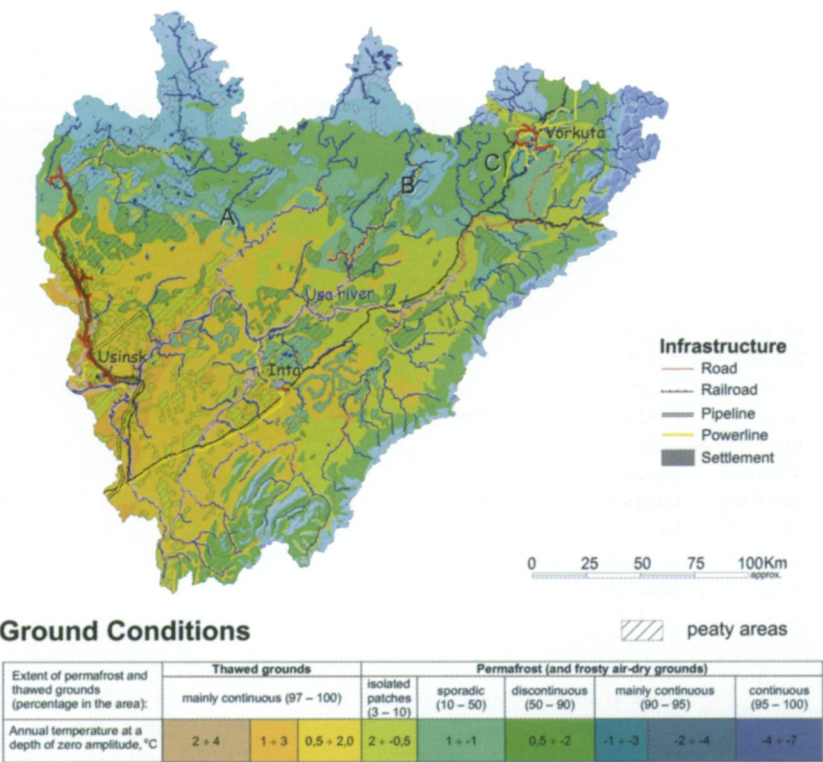 Vorkuta
C
B
A
Usa river
Usinsk
Inta
Infrastructure
Road
Railroad
Pipeline
Powerline
Settlement
0 25 50 75 100Km
approx.
Ground Conditions
peaty areas
Extent of permafrost and
thawed grounds
(percentage in the area):
Thawed grounds
mainly continuous (97 – 100)
Permafrost (and frosty air-dry grounds)
isolated
patches
(3 – 10)
sporadic
(10 – 50)
discontinuous
(50 – 90)
mainly continuous
(90 – 95)
continuous
(95 – 100)
Annual temperature at a
depth of zero amplitude, °C
2 ÷ 4
1 ÷ 3
0,5 ÷ 2,0
2 ÷ -0,5
1 ÷ -1
0,5 ÷ -2
-1 ÷ -3
-2 ÷ -4
-4 ÷ -7